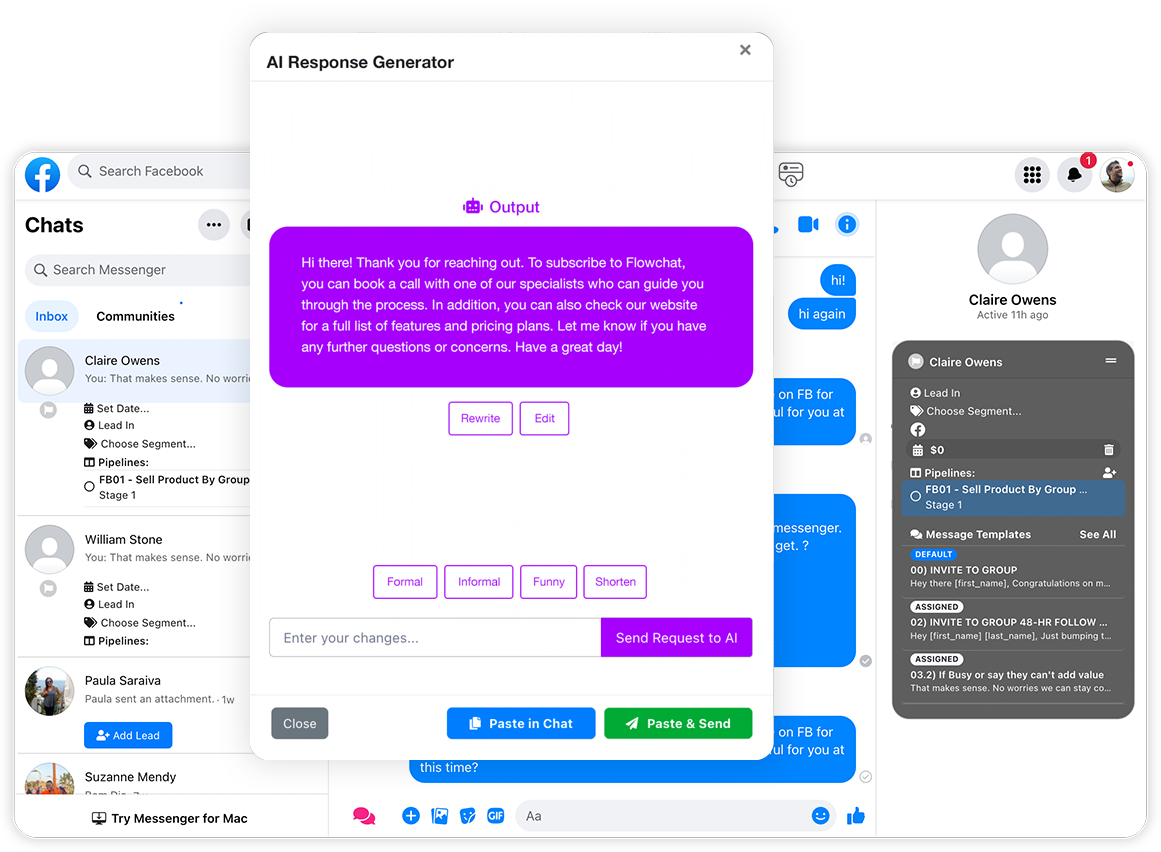 AI Response Generator
Output
Hi there! Thank you for reaching out. To subscribe to Flowchat,
you can book a call with one of our specialists who can guide you
through the process. In addition, you can also check our website
for a full list of features and pricing plans. Let me know if you have
any further questions or concerns. Have a great day!
Rewrite
Edit
Formal
Informal
Funny
Shorten
Enter your changes...
Send Request to AI
Close
Paste in Chat
Paste & Send
Search Facebook
1
Chats
Search Messenger
Inbox
Communities
Claire Owens
You: That makes sense. No worrie
Set Date...
Lead In
Choose Segment...
Pipelines:
FB01 - Sell Product By Group
Stage 1
William Stone
You: That makes sense. No worrie
Set Date...
Lead In
Choose Segment...
Pipelines:
Paula Saraiva
Paula sent an attachment. · 1w
Add Lead
Suzanne Mendy
Try Messenger for Mac
hi!
hi again
on FB for
ul for you at
messenger.
get. ?
on FB for
ul for you at
this time?
GIF
Aa
Claire Owens
Active 11h ago
Claire Owens
Lead In
Choose Segment...
$0
Pipelines:
FB01 - Sell Product By Group ...
Stage 1
Message Templates
See All
DEFAULT
00) INVITE TO GROUP
Hey there [first_name], Congratulations on m...
ASSIGNED
02) INVITE TO GROUP 48-HR FOLLOW ...
Hey [first_name] [last_name], Just bumping t...
ASSIGNED
03.2) If Busy or say they can't add value
That makes sense. No worries we can stay co...